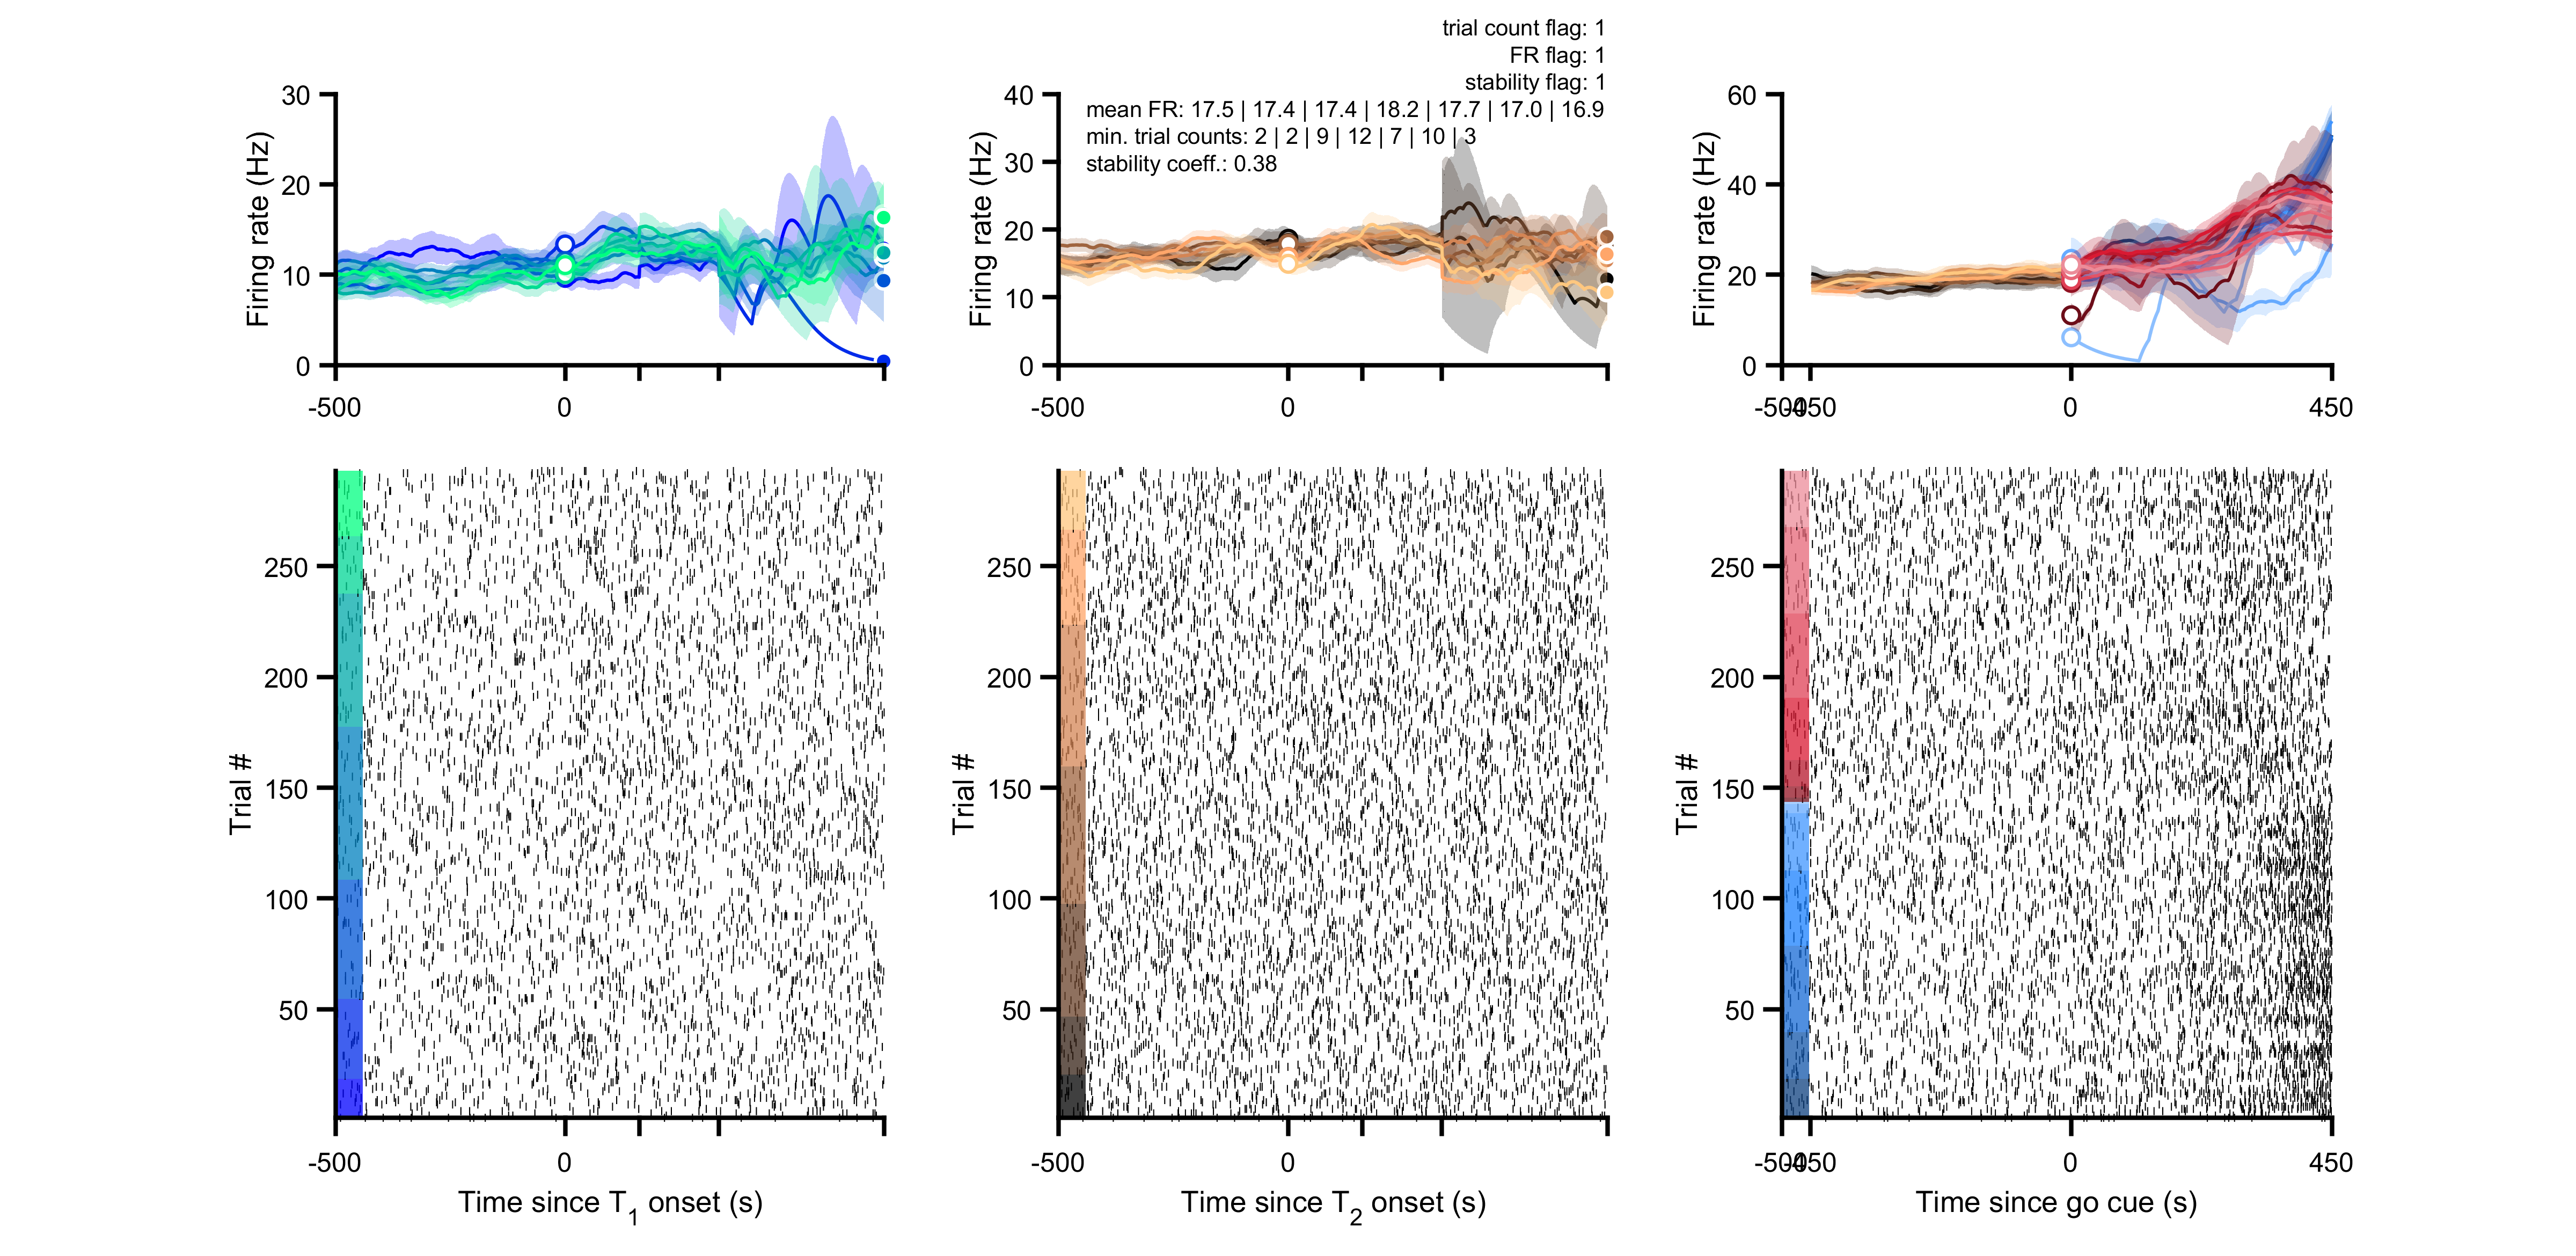 trial count flag: 1
FR flag: 1
stability flag: 1
mean FR: 17.5 | 17.4 | 17.4 | 18.2 | 17.7 | 17.0 | 16.9
min. trial counts: 2 | 2 | 9 | 12 | 7 | 10 | 3
stability coeff.: 0.38
Firing rate (Hz)
30
20
10
0
-500
0
Firing rate (Hz)
40
30
20
10
0
-500
0
Firing rate (Hz)
60
40
20
0
-500
-450
0
450
Trial #
250
200
150
100
50
-500
0
Time since T1 onset (s)
Trial #
250
200
150
100
50
-500
0
Time since T2 onset (s)
Trial #
250
200
150
100
50
-500
-450
0
450
Time since go cue (s)